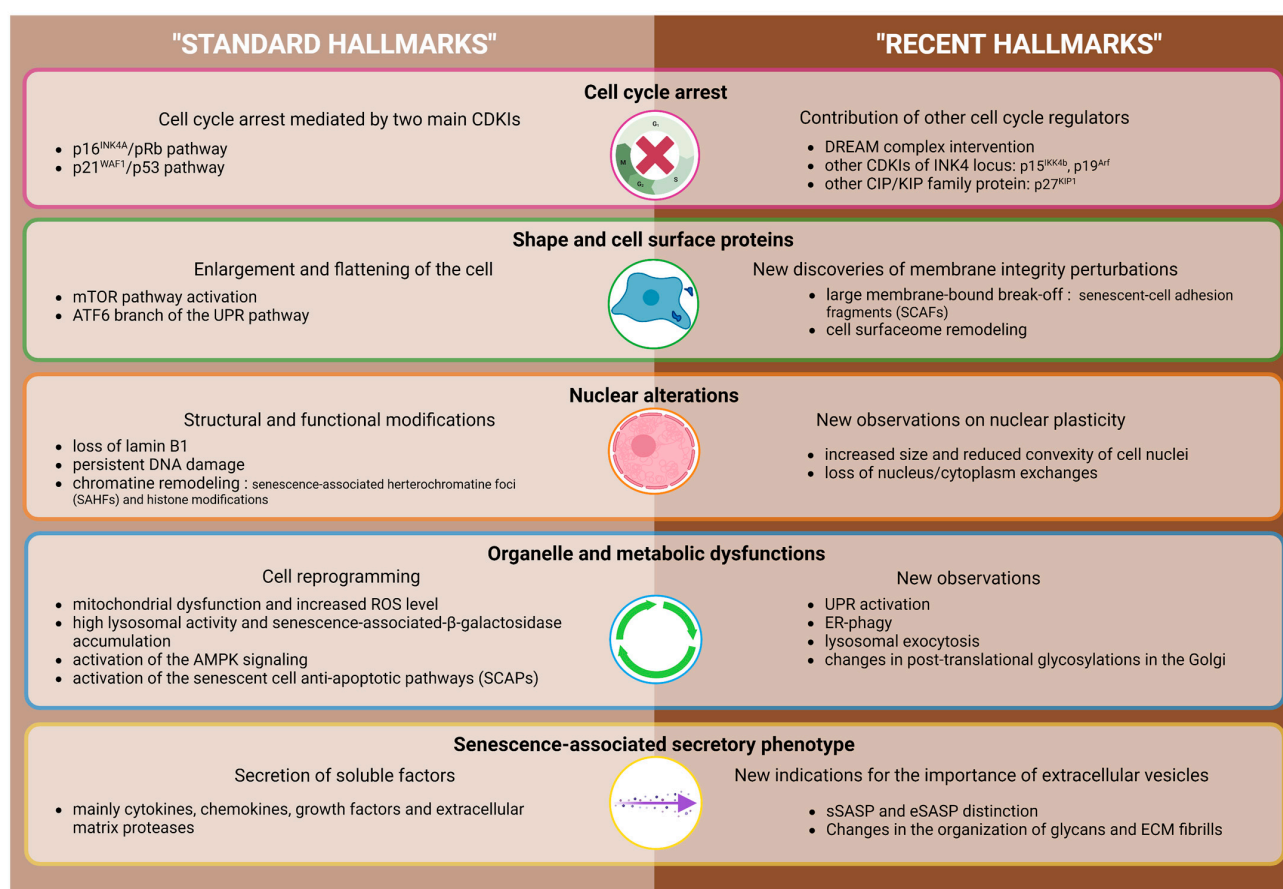 "STANDARD HALLMARKS"
"RECENT HALLMARKS"
Cell cycle arrest
Cell cycle arrest mediated by two main CDKIs
• p16INK4A/pRb pathway
• p21WAF1/p53 pathway
G₁
S
G₂
M
Contribution of other cell cycle regulators
• DREAM complex intervention
• other CDKIs of INK4 locus: p15IKK4b, p19Arf
• other CIP/KIP family protein: p27KIP1
Shape and cell surface proteins
Enlargement and flattening of the cell
• mTOR pathway activation
• ATF6 branch of the UPR pathway
New discoveries of membrane integrity perturbations
• large membrane-bound break-off : senescent-cell adhesion
fragments (SCAFs)
• cell surfaceome remodeling
Nuclear alterations
Structural and functional modifications
• loss of lamin B1
• persistent DNA damage
• chromatine remodeling : senescence-associated herterochromatine foci
(SAHFs) and histone modifications
New observations on nuclear plasticity
• increased size and reduced convexity of cell nuclei
• loss of nucleus/cytoplasm exchanges
Organelle and metabolic dysfunctions
Cell reprogramming
• mitochondrial dysfunction and increased ROS level
• high lysosomal activity and senescence-associated-β-galactosidase
accumulation
• activation of the AMPK signaling
• activation of the senescent cell anti-apoptotic pathways (SCAPs)
New observations
• UPR activation
• ER-phagy
• lysosomal exocytosis
• changes in post-translational glycosylations in the Golgi
Senescence-associated secretory phenotype
Secretion of soluble factors
• mainly cytokines, chemokines, growth factors and extracellular
matrix proteases
New indications for the importance of extracellular vesicles
• sSASP and eSASP distinction
• Changes in the organization of glycans and ECM fibrills